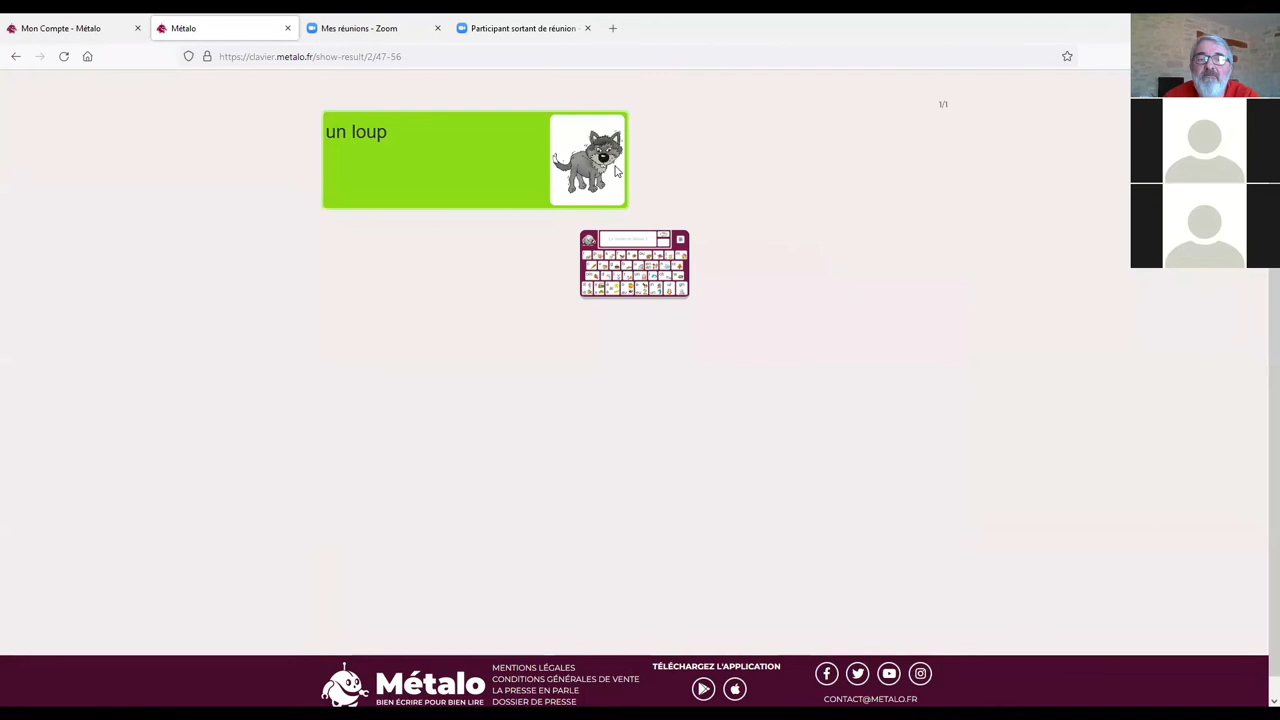 Mon Compte - Métalo
Métalo
Mes réunions - Zoom
Participant sortant de réunion -
https://clavier.metalo.fr/show-result/2/47-56
1/1
un loup
Métalo
BIEN ÉCRIRE POUR BIEN LIRE
MENTIONS LÉGALES
CONDITIONS GÉNÉRALES DE VENTE
LA PRESSE EN PARLE
DOSSIER DE PRESSE
TÉLÉCHARGEZ L'APPLICATION
CONTACT@METALO.FR